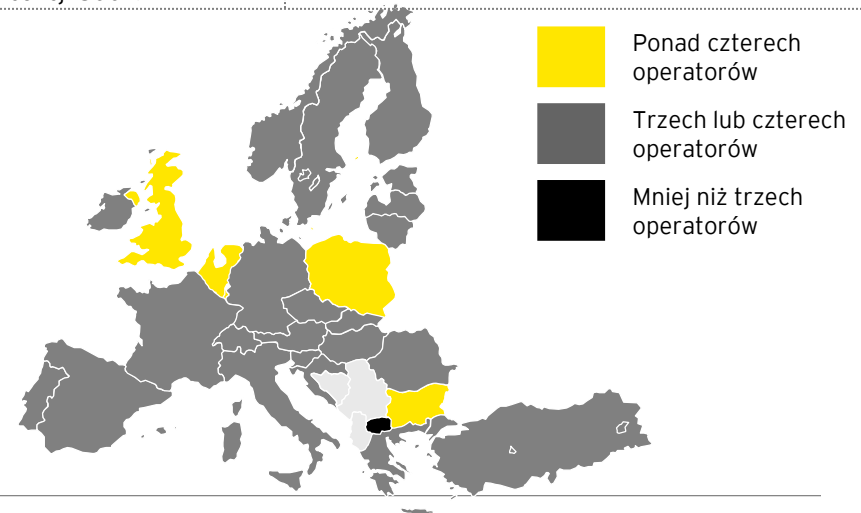 Ponad czterech
operatorów
Trzech lub czterech
operatorów
Mniej niż trzech
operatorów